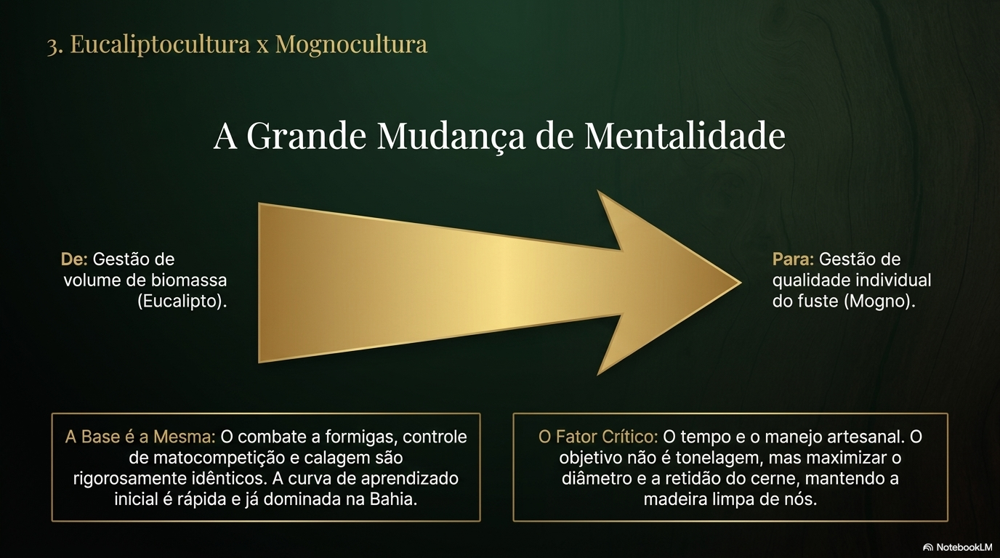 3. Eucaliptocultura x Mognocultura
A Grande Mudança de Mentalidade
De: Gestão de
volume de biomassa
(Eucalipto).
Para: Gestão de
qualidade individual
do fuste (Mogno).
A Base é a Mesma: O combate a formigas, controle
de matocompetição e calagem são
rigorosamente idênticos. A curva de aprendizado
inicial é rápida e já dominada na Bahia.
O Fator Crítico: O tempo e o manejo artesanal. O
objetivo não é tonelagem, mas maximizar o
diâmetro e a retidão do cerne, mantendo a
madeira limpa de nós.
NotebookLM